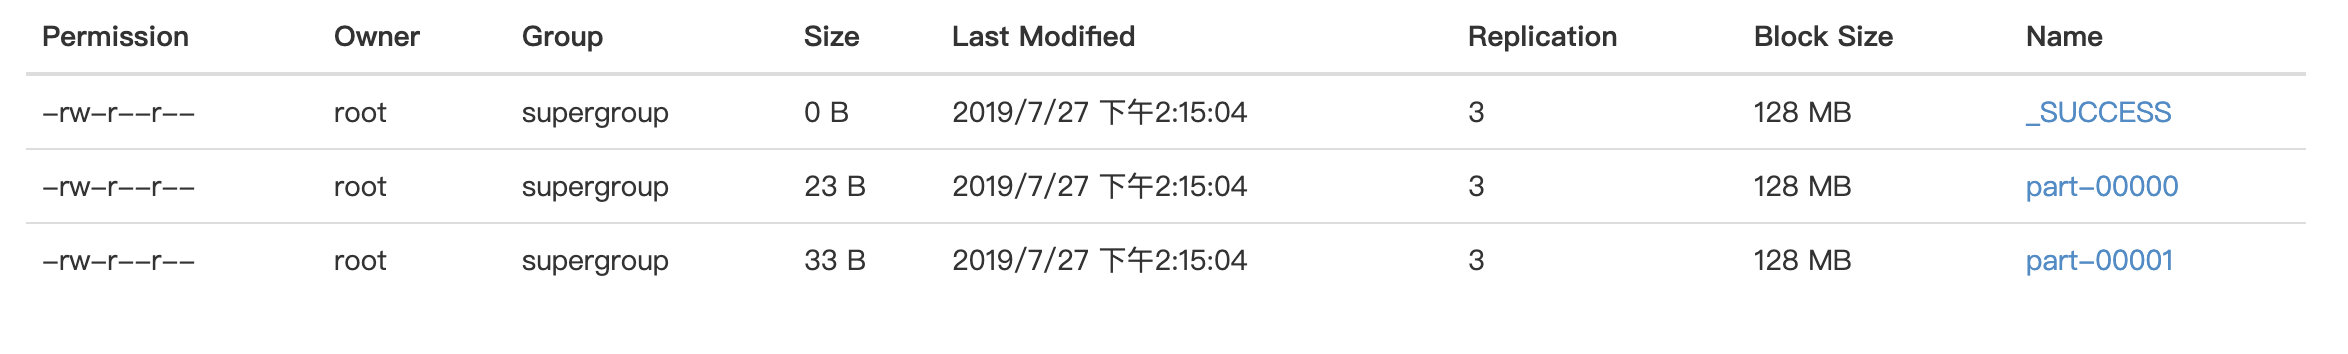 Permission Owner Group Size Last Modified Replication Block Size Name
-rw-r--r-- root supergroup 0 B 2019/7/27 下午2:15:04 3 128 MB _SUCCESS
-rw-r--r-- root supergroup 23 B 2019/7/27 下午2:15:04 3 128 MB part-00000
-rw-r--r-- root supergroup 33 B 2019/7/27 下午2:15:04 3 128 MB part-00001